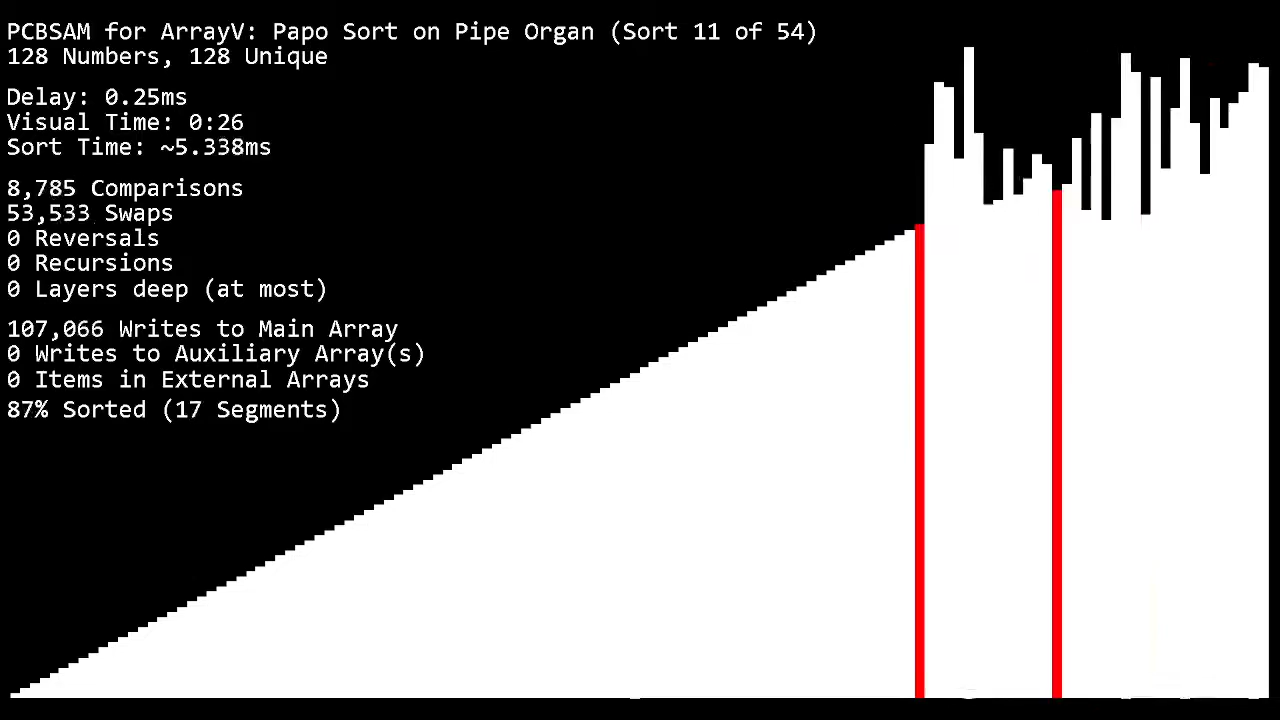 PCBSAM for ArrayV: Papo Sort on Pipe Organ (Sort 11 of 54)
128 Numbers, 128 Unique
Delay: 0.25ms
Visual Time: 0:26
Sort Time: ~5.338ms
8,785 Comparisons
53,533 Swaps
0 Reversals
0 Recursions
0 Layers deep (at most)
107,066 Writes to Main Array
0 Writes to Auxiliary Array(s)
0 Items in External Arrays
87% Sorted (17 Segments)